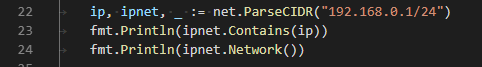 22 ip, ipnet, _ := net.ParseCIDR("192.168.0.1/24")
23 fmt.Println(ipnet.Contains(ip))
24 fmt.Println(ipnet.Network())